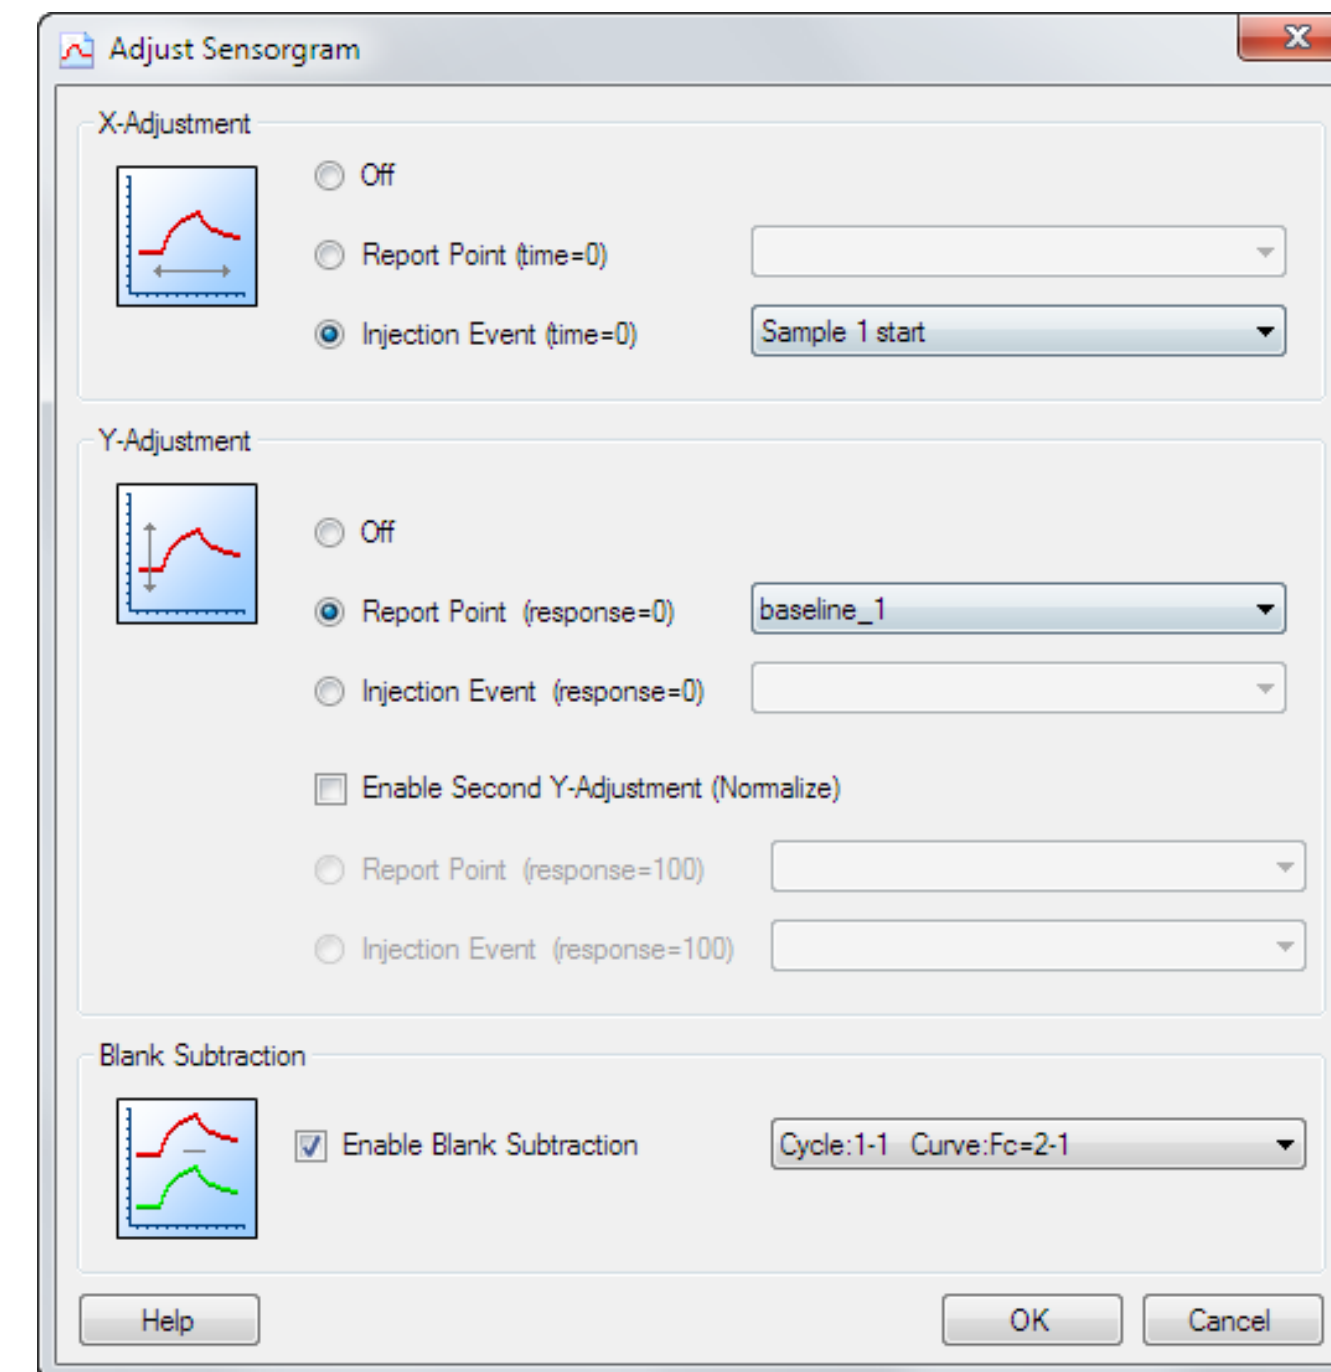 Adjust Sensorgram
X-Adjustment
Off
Report Point (time=0)
Injection Event (time=0) Sample 1 start
Y-Adjustment
Off
Report Point (response=0) baseline_1
Injection Event (response=0)
Enable Second Y-Adjustment (Normalize)
Report Point (response=100)
Injection Event (response=100)
Blank Subtraction
Enable Blank Subtraction Cycle:1-1 Curve:Fc=2-1
Help OK Cancel